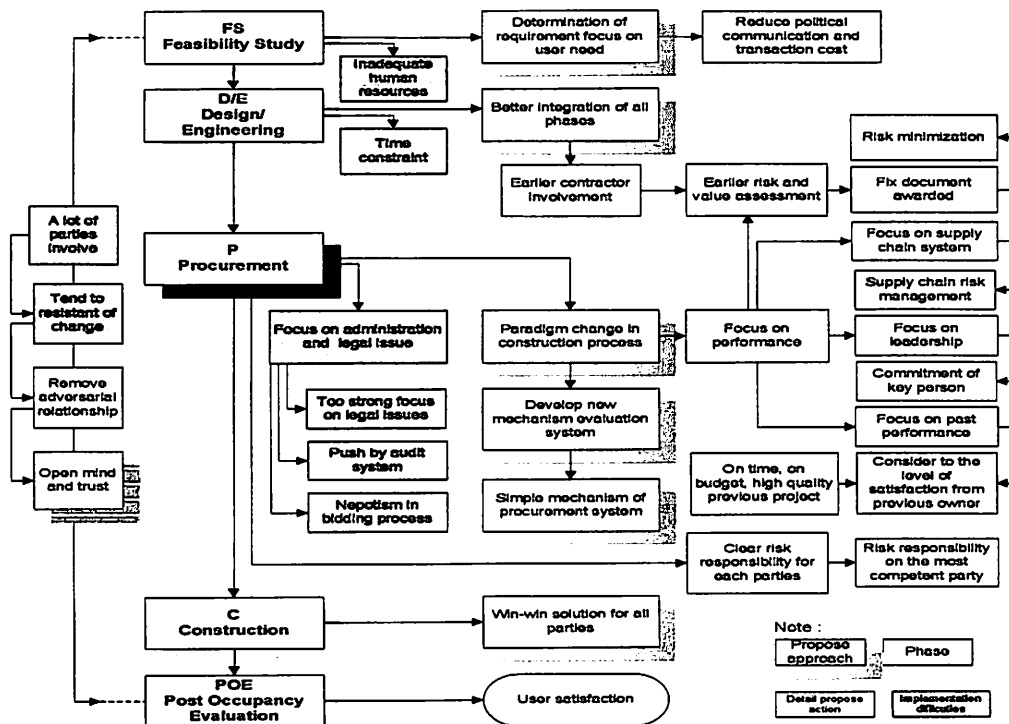 FS
Feasibility Study
Determination of
requirement focus on
user need
Reduce political
communication and
transaction cost
Inadequate
human
resources
D/E
Design/
Engineering
Better integration of all
phases
Time
constraint
Risk minimization
Earlier contractor
involvement
Earlier risk and
value assessment
Fix document
awarded
A lot of
parties
involve
P
Procurement
Focus on supply
chain system
Tend to
resistant of
change
Supply chain risk
management
Focus on administration
and legal issue
Paradigm change in
construction process
Focus on
performance
Focus on
leadership
Remove
adversarial
relationship
Commitment of
key person
Too strong focus
on legal issues
Develop new
mechanism evaluation
system
Focus on past
performance
Open mind
and trust
Push by audit
system
On time, on
budget, high quality
previous project
Consider to the
level of
satisfaction from
previous owner
Nepotism in
bidding process
Simple mechanism of
procurement system
Clear risk
responsibility for
each parties
Risk responsibility
on the most
competent party
C
Construction
Win-win solution for all
parties
Note :
Propose
approach
Phase
POE
Post Occupancy
Evaluation
User satisfaction
Detail propose
action
Implementation
difficuties